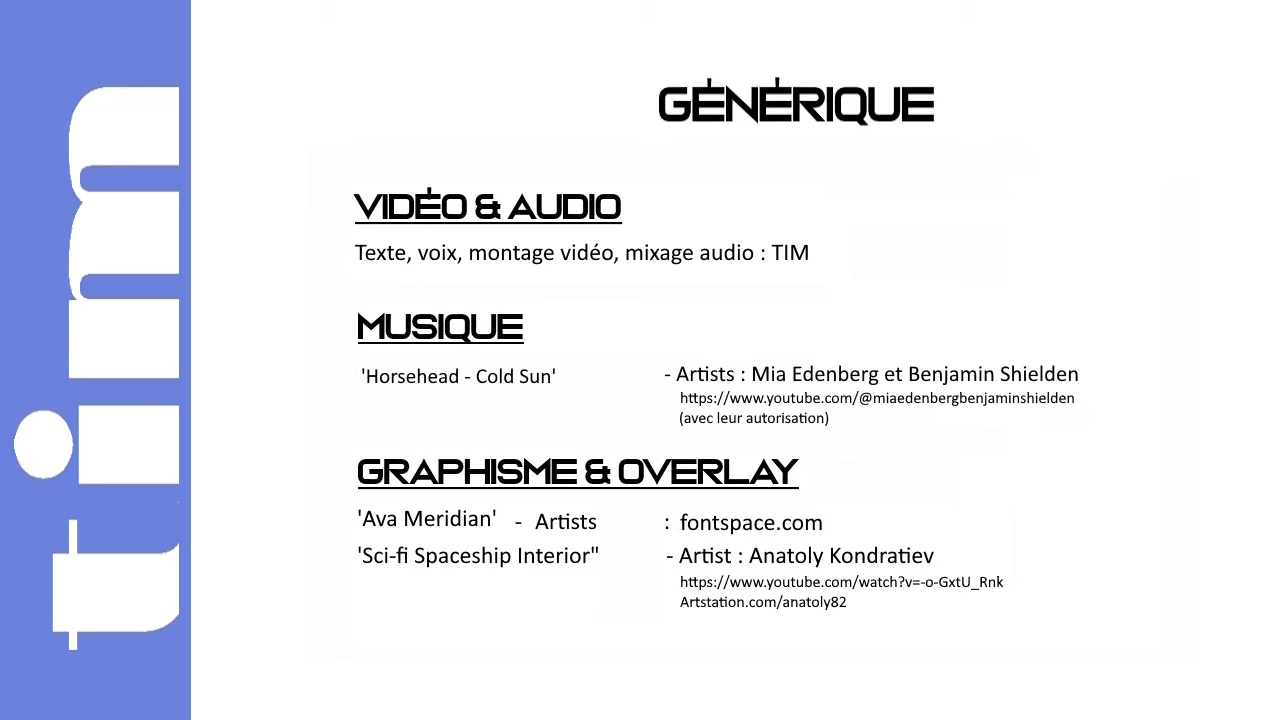 tim
GÉNÉRIQUE
VIDÉO & AUDIO
Texte, voix, montage vidéo, mixage audio : TIM
MUSIQUE
'Horsehead - Cold Sun' - Artists : Mia Edenberg et Benjamin Shielden
https://www.youtube.com/@miaedenbergbenjaminshielden
(avec leur autorisation)
GRAPHISME & OVERLAY
'Ava Meridian' - Artists : fontspace.com
'Sci-fi Spaceship Interior" - Artist : Anatoly Kondratiev
https://www.youtube.com/watch?v=-o-GxtU_Rnk
Artstation.com/anatoly82